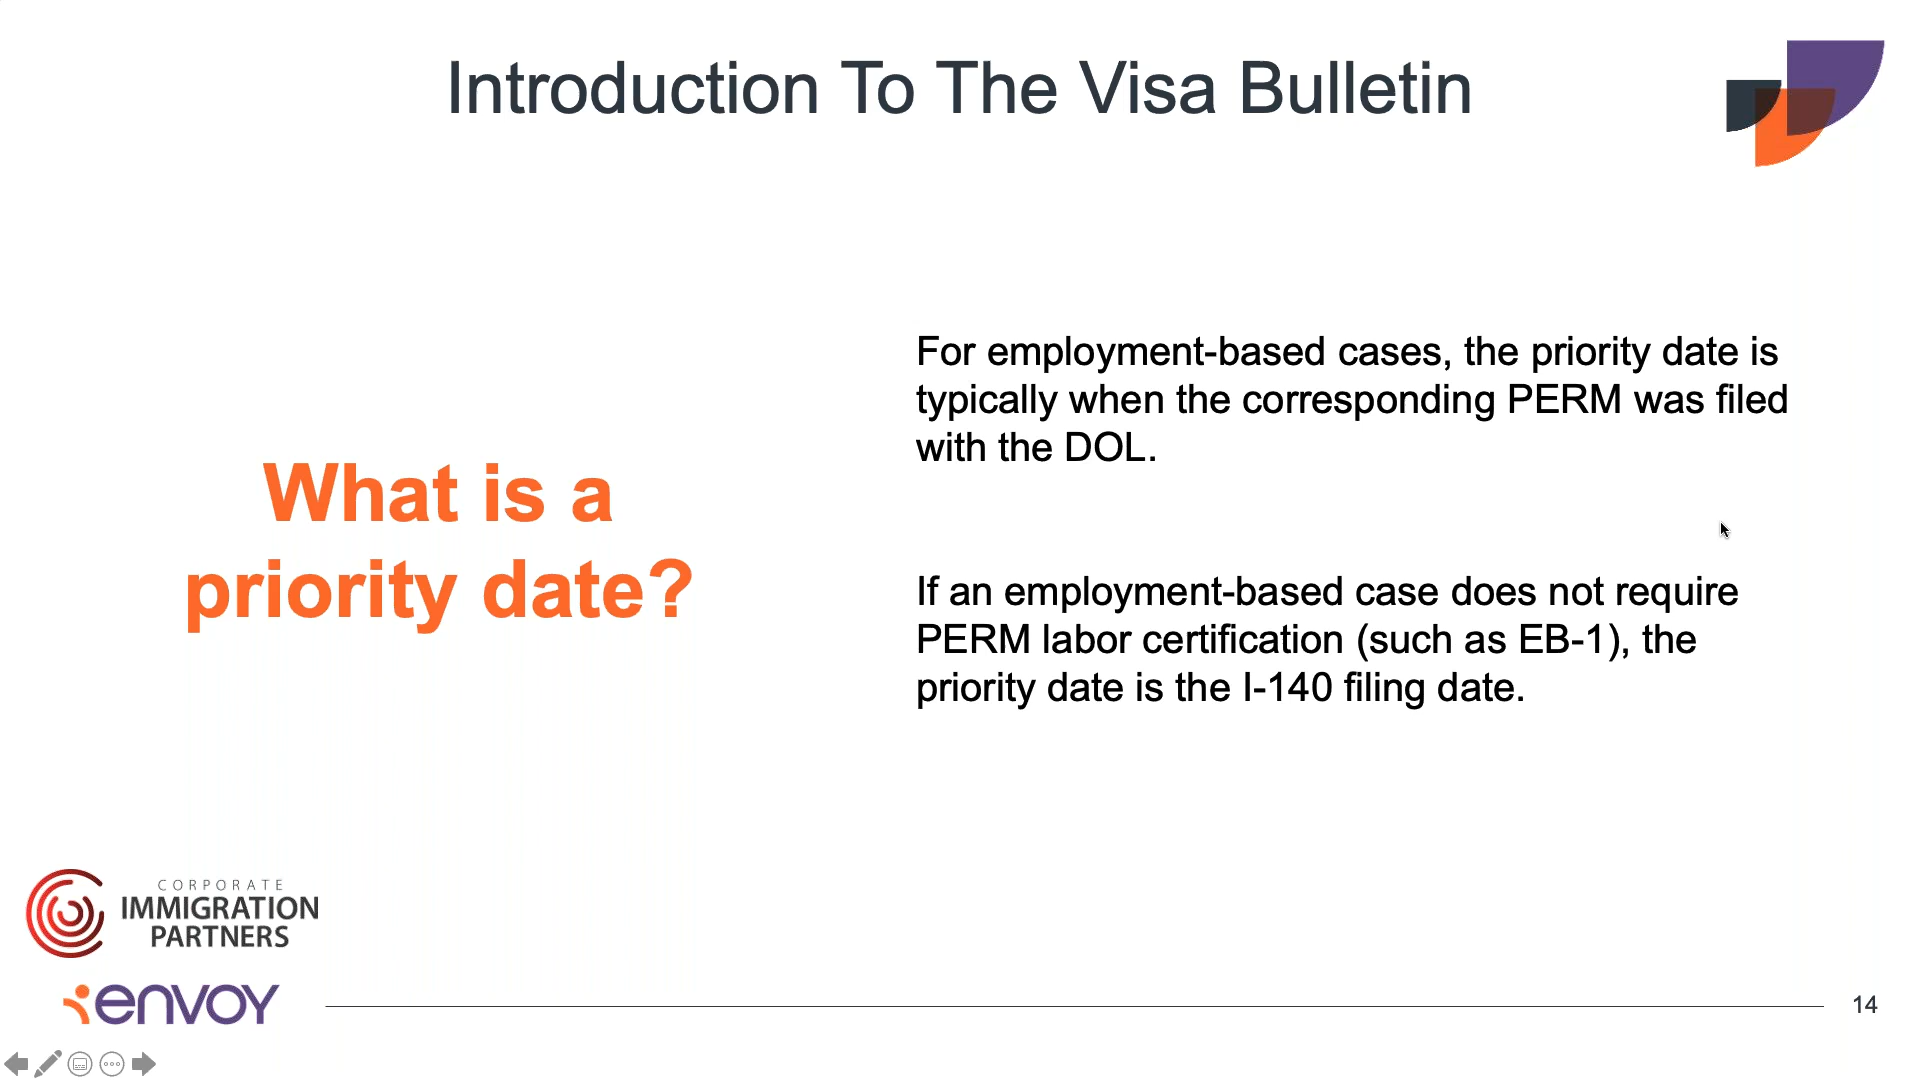 Introduction To The Visa Bulletin
What is a
priority date?
For employment-based cases, the priority date is
typically when the corresponding PERM was filed
with the DOL.
If an employment-based case does not require
PERM labor certification (such as EB-1), the
priority date is the I-140 filing date.
CORPORATE
IMMIGRATION
PARTNERS
envoy
14